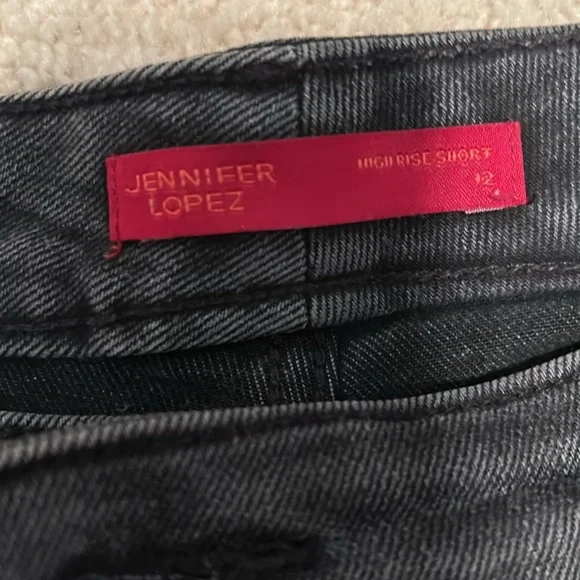 JENNIFER
LOPEZ
HIGH RISE SHORT
12